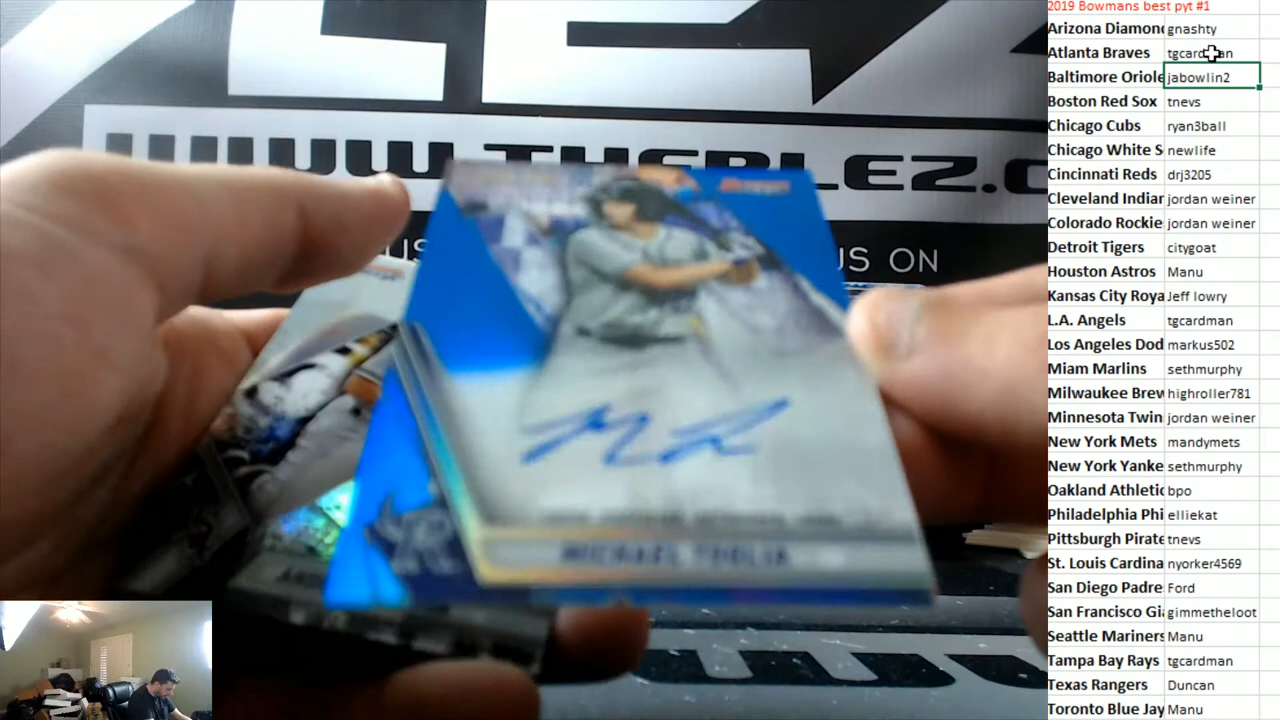 WWW.THEBLEZ.C
US ON
MICHAEL TOGLIA
2019 Bowmans best pyt #1
Arizona Diamond gnashty
Atlanta Braves
Baltimore Oriole jabowlin2
Boston Red Sox tnevs
Chicago Cubs ryan3ball
Chicago White S newlife
Cincinnati Reds drj3205
Cleveland Indian jordan weiner
Colorado Rockie jordan weiner
Detroit Tigers citygoat
Houston Astros Manu
Kansas City Roya Jeff lowry
L.A. Angels tgcardman
Los Angeles Dod markus502
Miam Marlins sethmurphy
Milwaukee Brew highroller781
Minnesota Twin jordan weiner
New York Mets mandymets
New York Yanke sethmurphy
Oakland Athletic bpo
Philadelphia Phi elliekat
Pittsburgh Pirate tnevs
St. Louis Cardina nyorker4569
San Diego Padre Ford
San Francisco Gi gimmetheloot
Seattle Mariners Manu
Tampa Bay Rays tgcardman
Texas Rangers Duncan
Toronto Blue Jay Manu